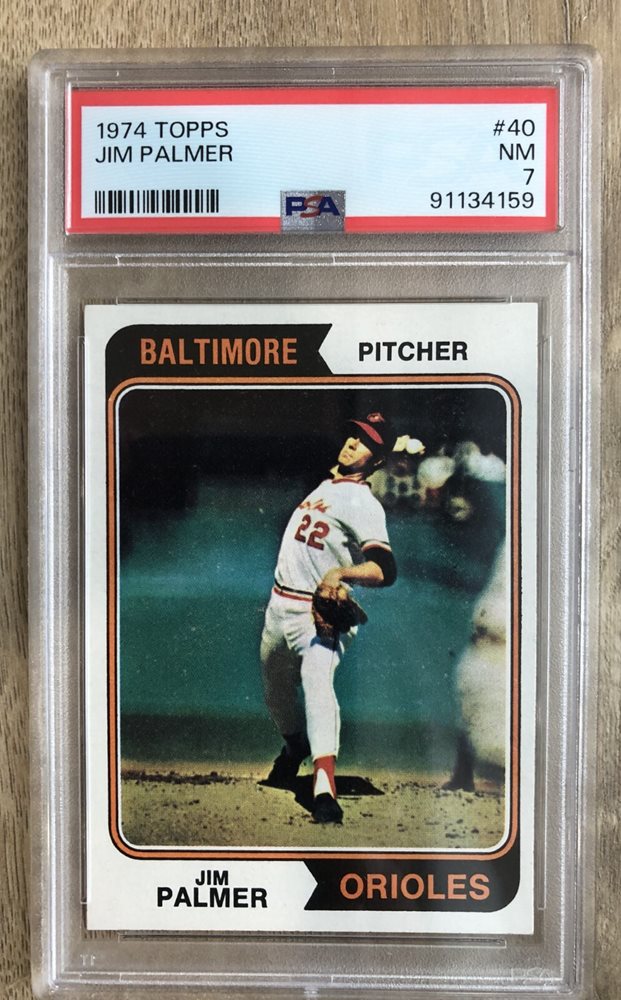 1974 TOPPS #40
JIM PALMER NM
7
PSA 91134159
BALTIMORE PITCHER
22
JIM
PALMER ORIOLES